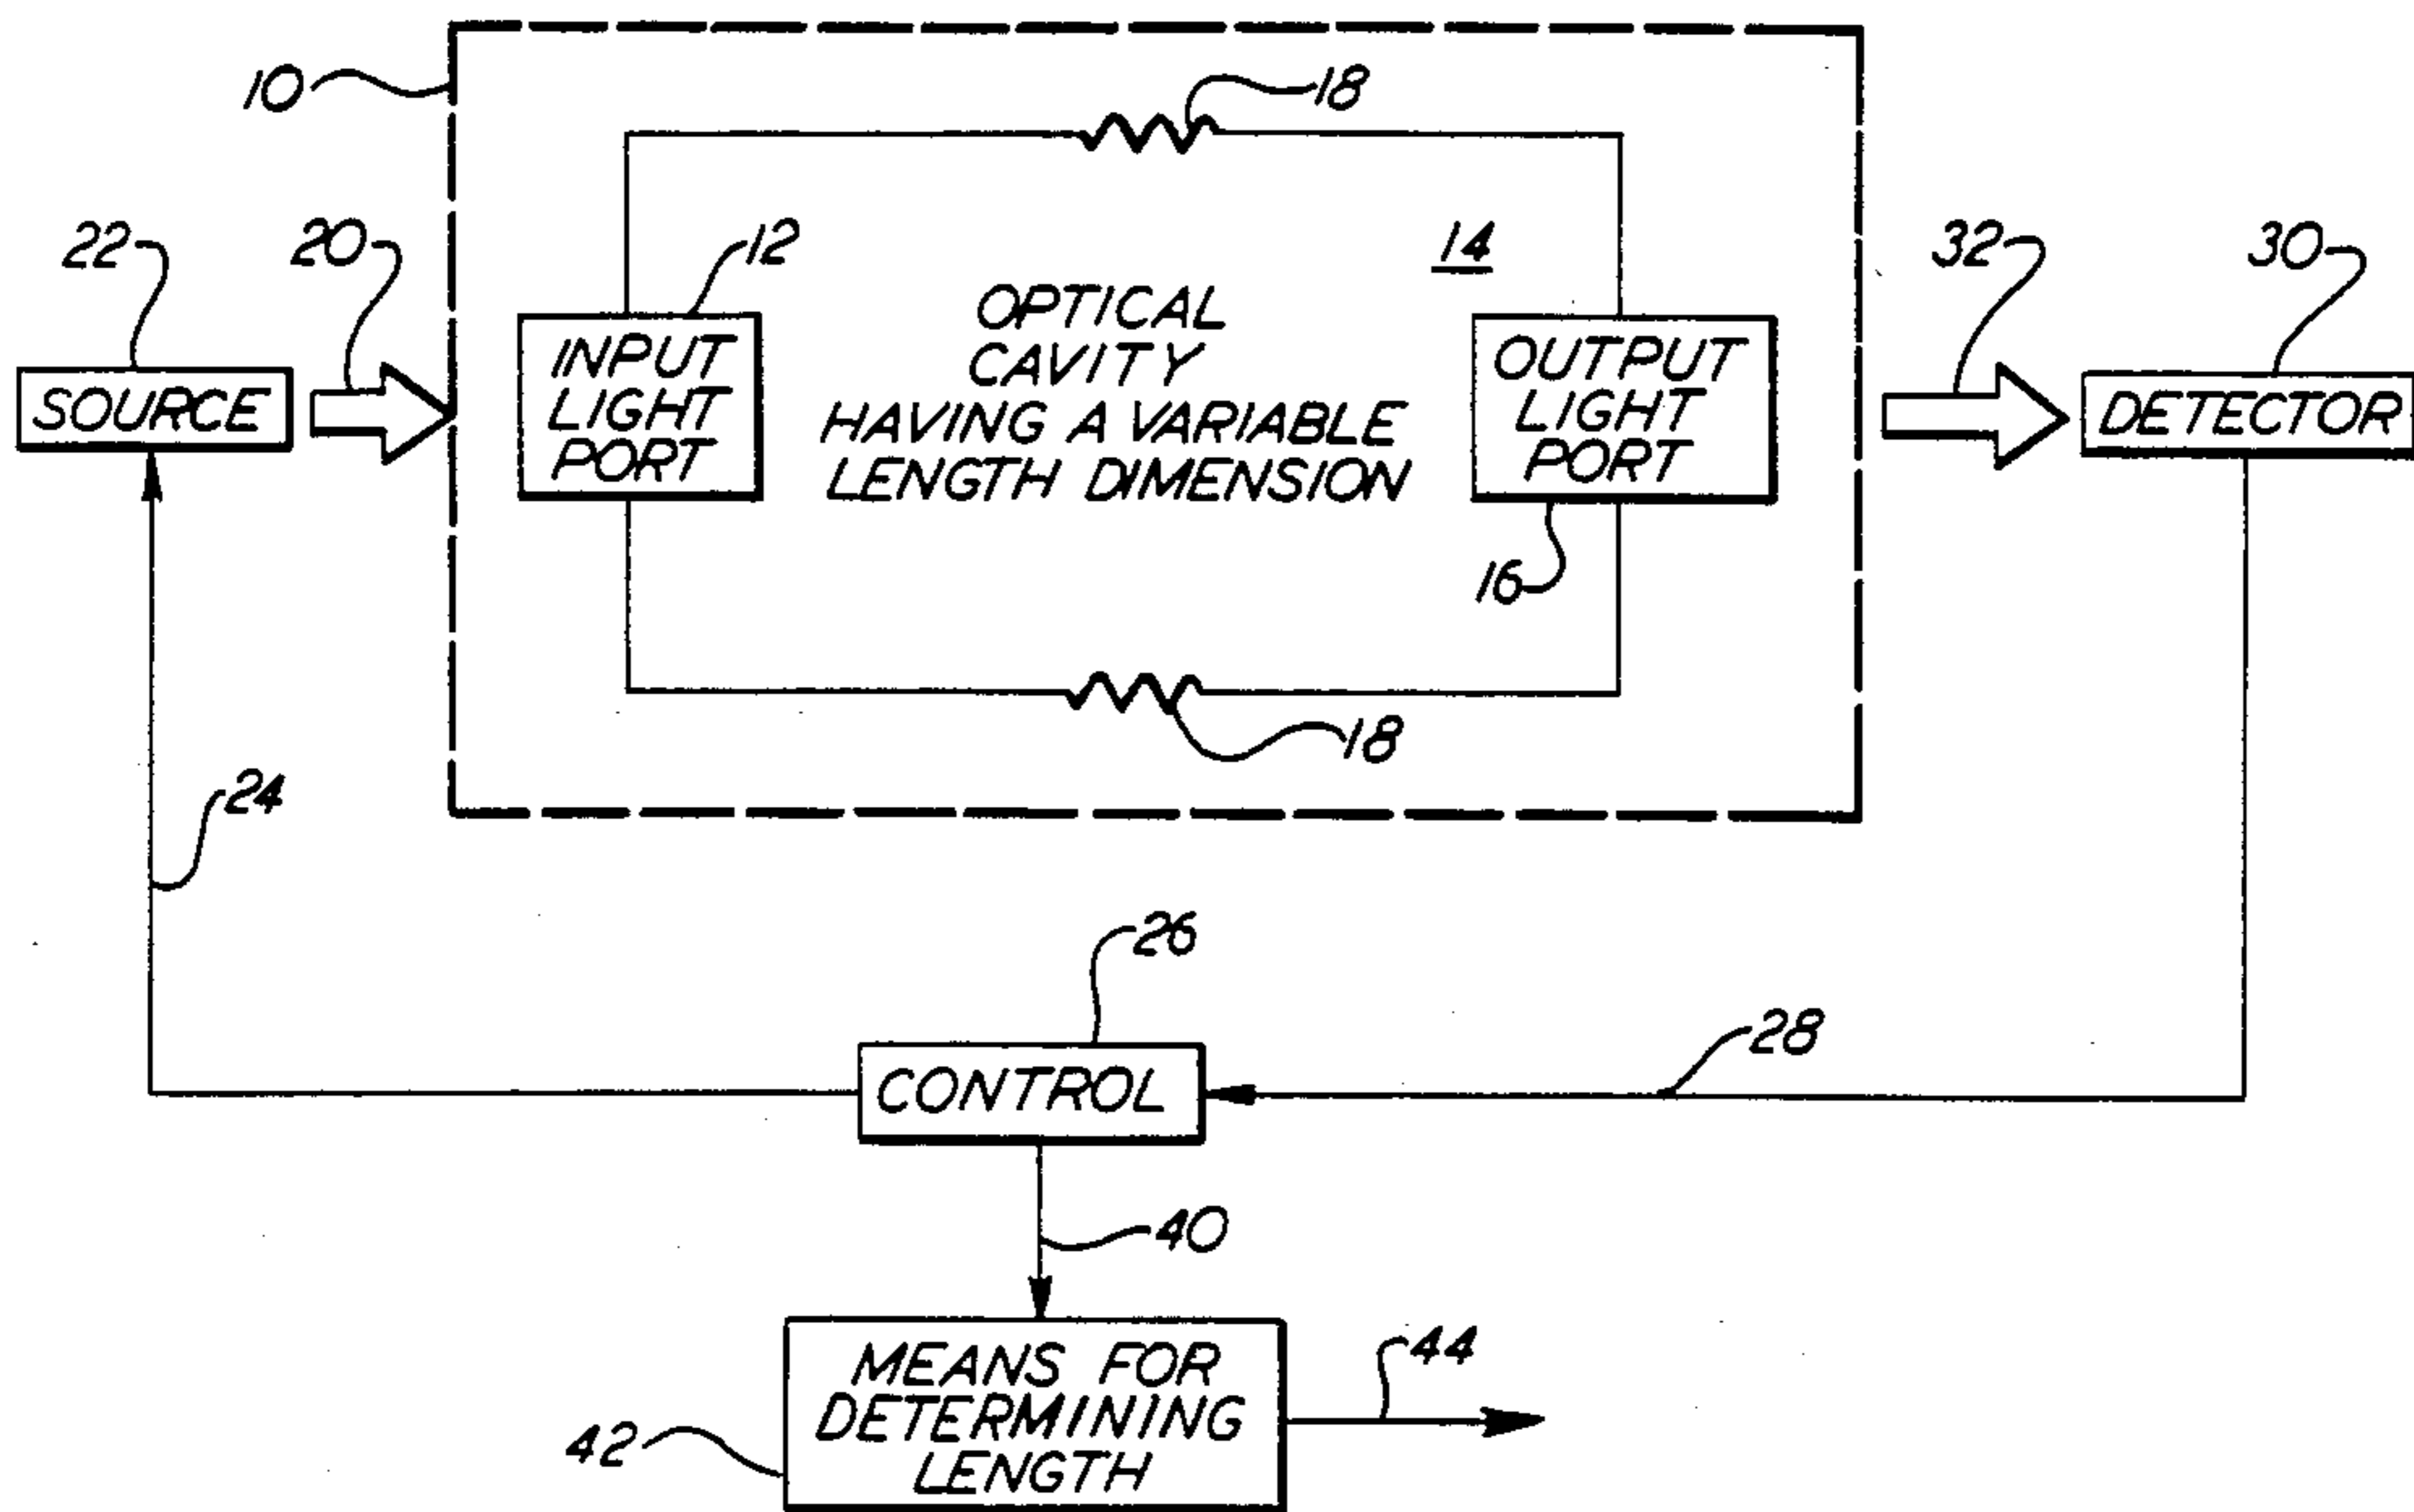 10
18
22
20
12
14
32
30
OPTICAL
CAVITY
HAVING A VARIABLE
LENGTH DIMENSION
INPUT
LIGHT
PORT
OUTPUT
LIGHT
PORT
SOURCE
DETECTOR
16
18
24
26
28
CONTROL
40
MEANS FOR
DETERMINING
LENGTH
44
42